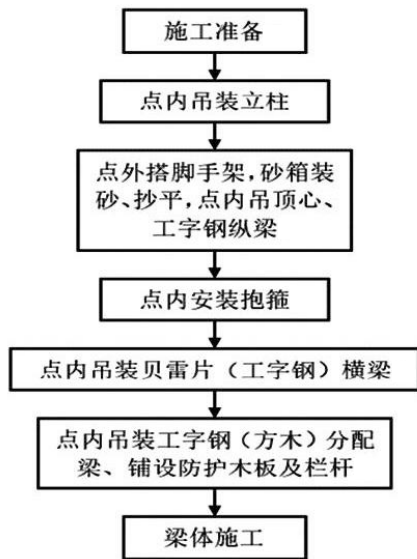 施工准备
点内吊装立柱
点外搭脚手架,砂箱装
砂、抄平,点内吊顶心、
工字钢纵梁
点内安装抱箍
点内吊装贝雷片（工字钢）横梁
点内吊装工字钢（方木）分配
梁、铺设防护木板及栏杆
梁体施工